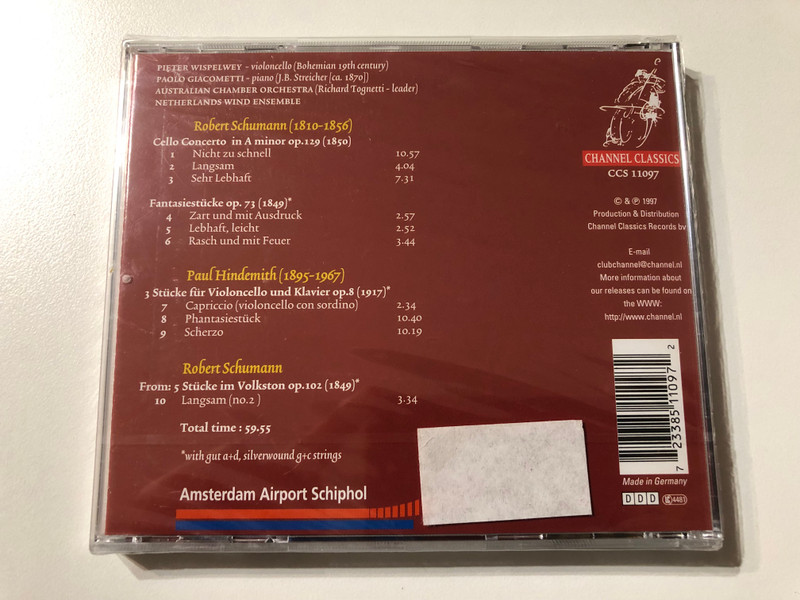 PIETER WISPELWEY - violoncello (Bohemian 19th century)
PAOLO GIACOMETTI - piano (J.B. Streicher [ca. 1870])
AUSTRALIAN CHAMBER ORCHESTRA (Richard Tognetti - leader)
NETHERLANDS WIND ENSEMBLE
Robert Schumann (1810-1856)
Cello Concerto in A minor op.129 (1850)
1 Nicht zu schnell 10.57
2 Langsam 4.04
3 Sehr Lebhaft 7.31
Fantasiestücke op. 73 (1849)*
4 Zart und mit Ausdruck 2.57
5 Lebhaft, leicht 2.52
6 Rasch und mit Feuer 3.44
Paul Hindemith (1895-1967)
3 Stücke für Violoncello und Klavier op.8 (1917)*
7 Capriccio (violoncello con sordino) 2.34
8 Phantasiestück 10.40
9 Scherzo 10.19
Robert Schumann
From: 5 Stücke im Volkston op.102 (1849)*
10 Langsam (no.2 ) 3.34
Total time : 59.55
*with gut a+d, silverwound g+c strings
Amsterdam Airport Schiphol
CHANNEL CLASSICS
CCS 11097
© & ℗ 1997
Production & Distribution
Channel Classics Records bv
E-mail
clubchannel@channel.nl
More information about
our releases can be found on
the WWW:
http://www.channel.nl
7 23385 11097 2
Made in Germany
DDD LC 4481